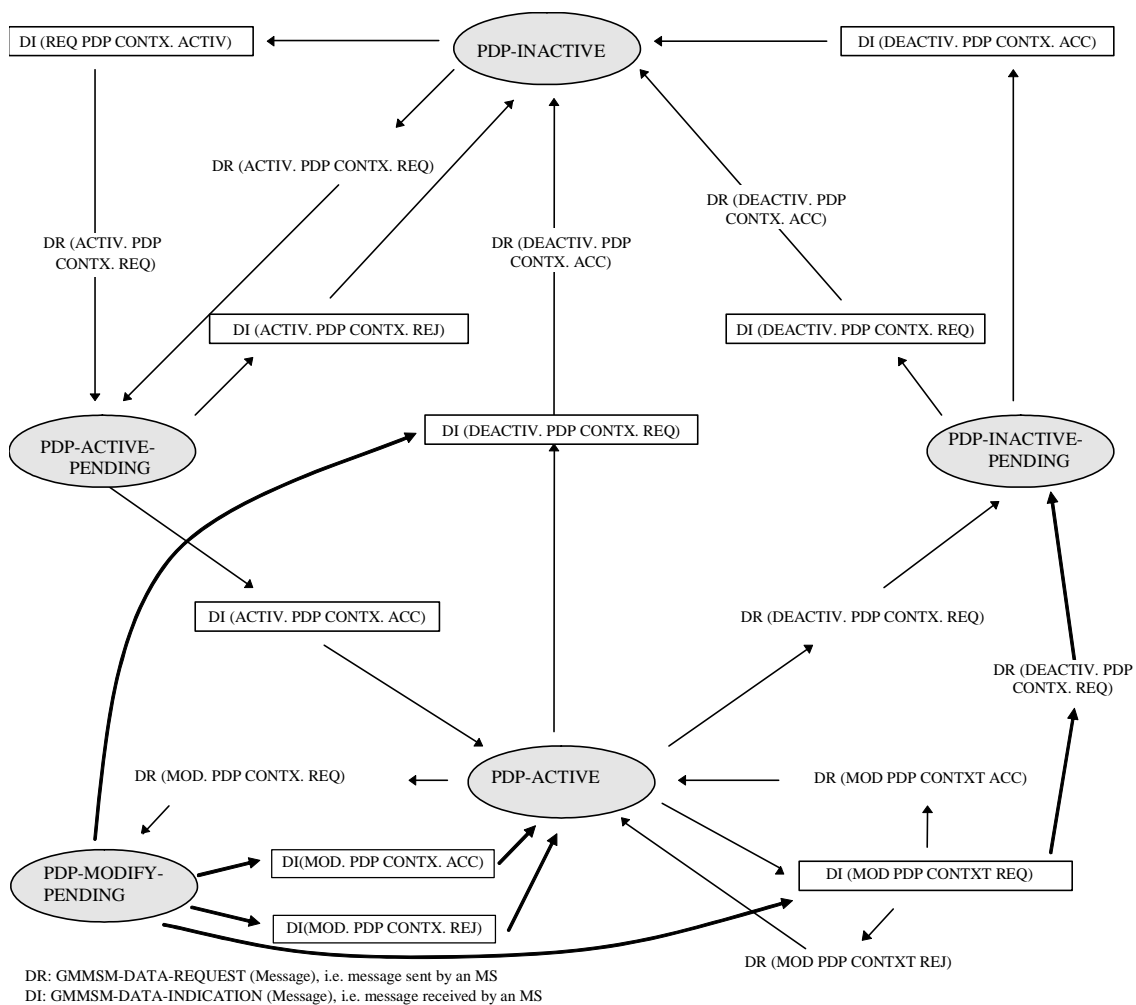 DI (REQ PDP CONTX. ACTIV)
PDP-INACTIVE
DI (DEACTIV. PDP CONTX. ACC)
DR (ACTIV. PDP CONTX. REQ)
DR (DEACTIV. PDP
CONTX. ACC)
DR (ACTIV. PDP
CONTX. REQ)
DR (DEACTIV. PDP
CONTX. ACC)
DI (ACTIV. PDP CONTX. REJ)
DI (DEACTIV. PDP CONTX. REQ)
PDP-ACTIVE-
PENDING
DI (DEACTIV. PDP CONTX. REQ)
PDP-INACTIVE-
PENDING
DI (ACTIV. PDP CONTX. ACC)
DR (DEACTIV. PDP CONTX. REQ)
DR (DEACTIV. PDP
CONTX. REQ)
DR (MOD. PDP CONTX. REQ)
PDP-ACTIVE
DR (MOD PDP CONTXT ACC)
PDP-MODIFY-
PENDING
DI(MOD. PDP CONTX. ACC)
DI (MOD PDP CONTXT REQ)
DI(MOD. PDP CONTX. REJ)
DR (MOD PDP CONTXT REJ)
DR: GMMSM-DATA-REQUEST (Message), i.e. message sent by an MS
DI: GMMSM-DATA-INDICATION (Message), i.e. message received by an MS